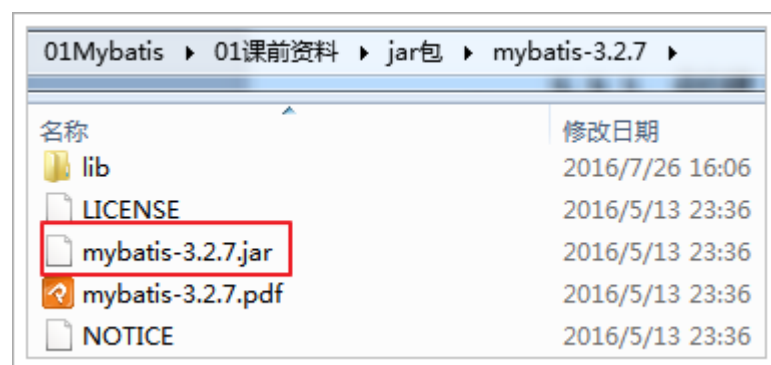 01Mybatis ▸ 01课前资料 ▸ jar包 ▸ mybatis-3.2.7 ▸
名称 修改日期
lib 2016/7/26 16:06
LICENSE 2016/5/13 23:36
mybatis-3.2.7.jar 2016/5/13 23:36
mybatis-3.2.7.pdf 2016/5/13 23:36
NOTICE 2016/5/13 23:36